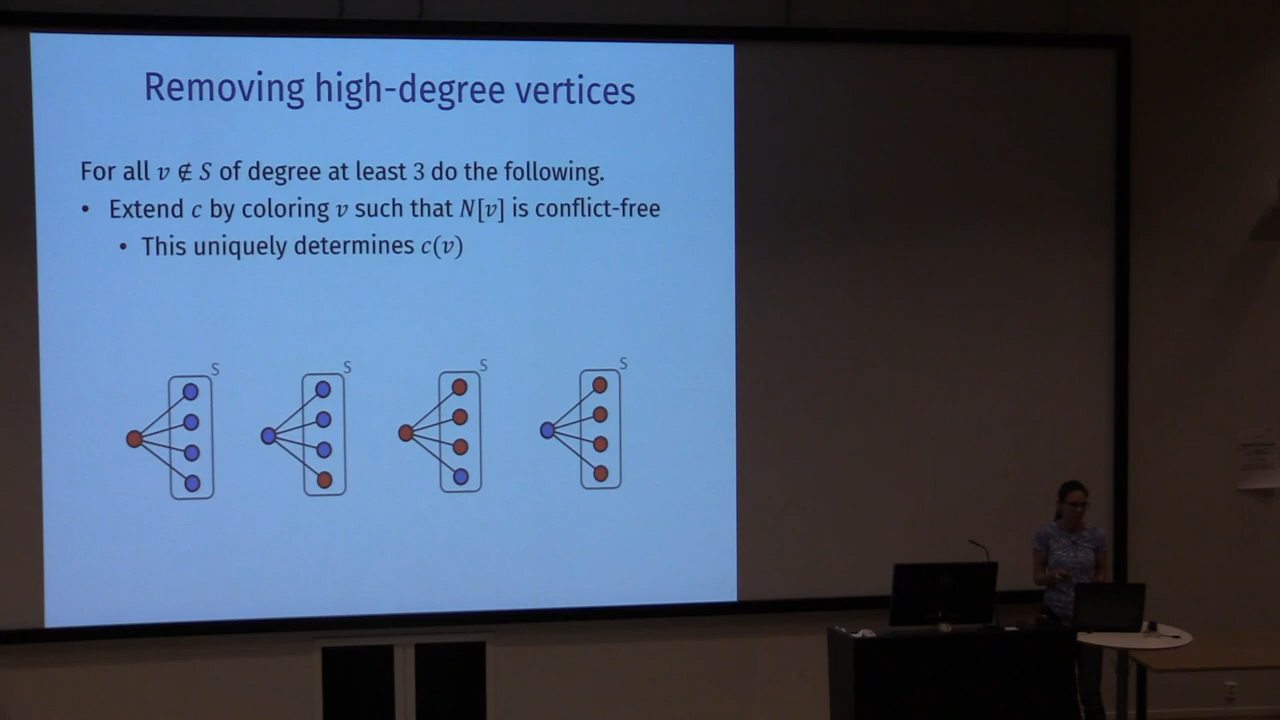 Removing high-degree vertices
For all v ∉ S of degree at least 3 do the following.
• Extend c by coloring v such that N[v] is conflict-free
• This uniquely determines c(v)
S S S S